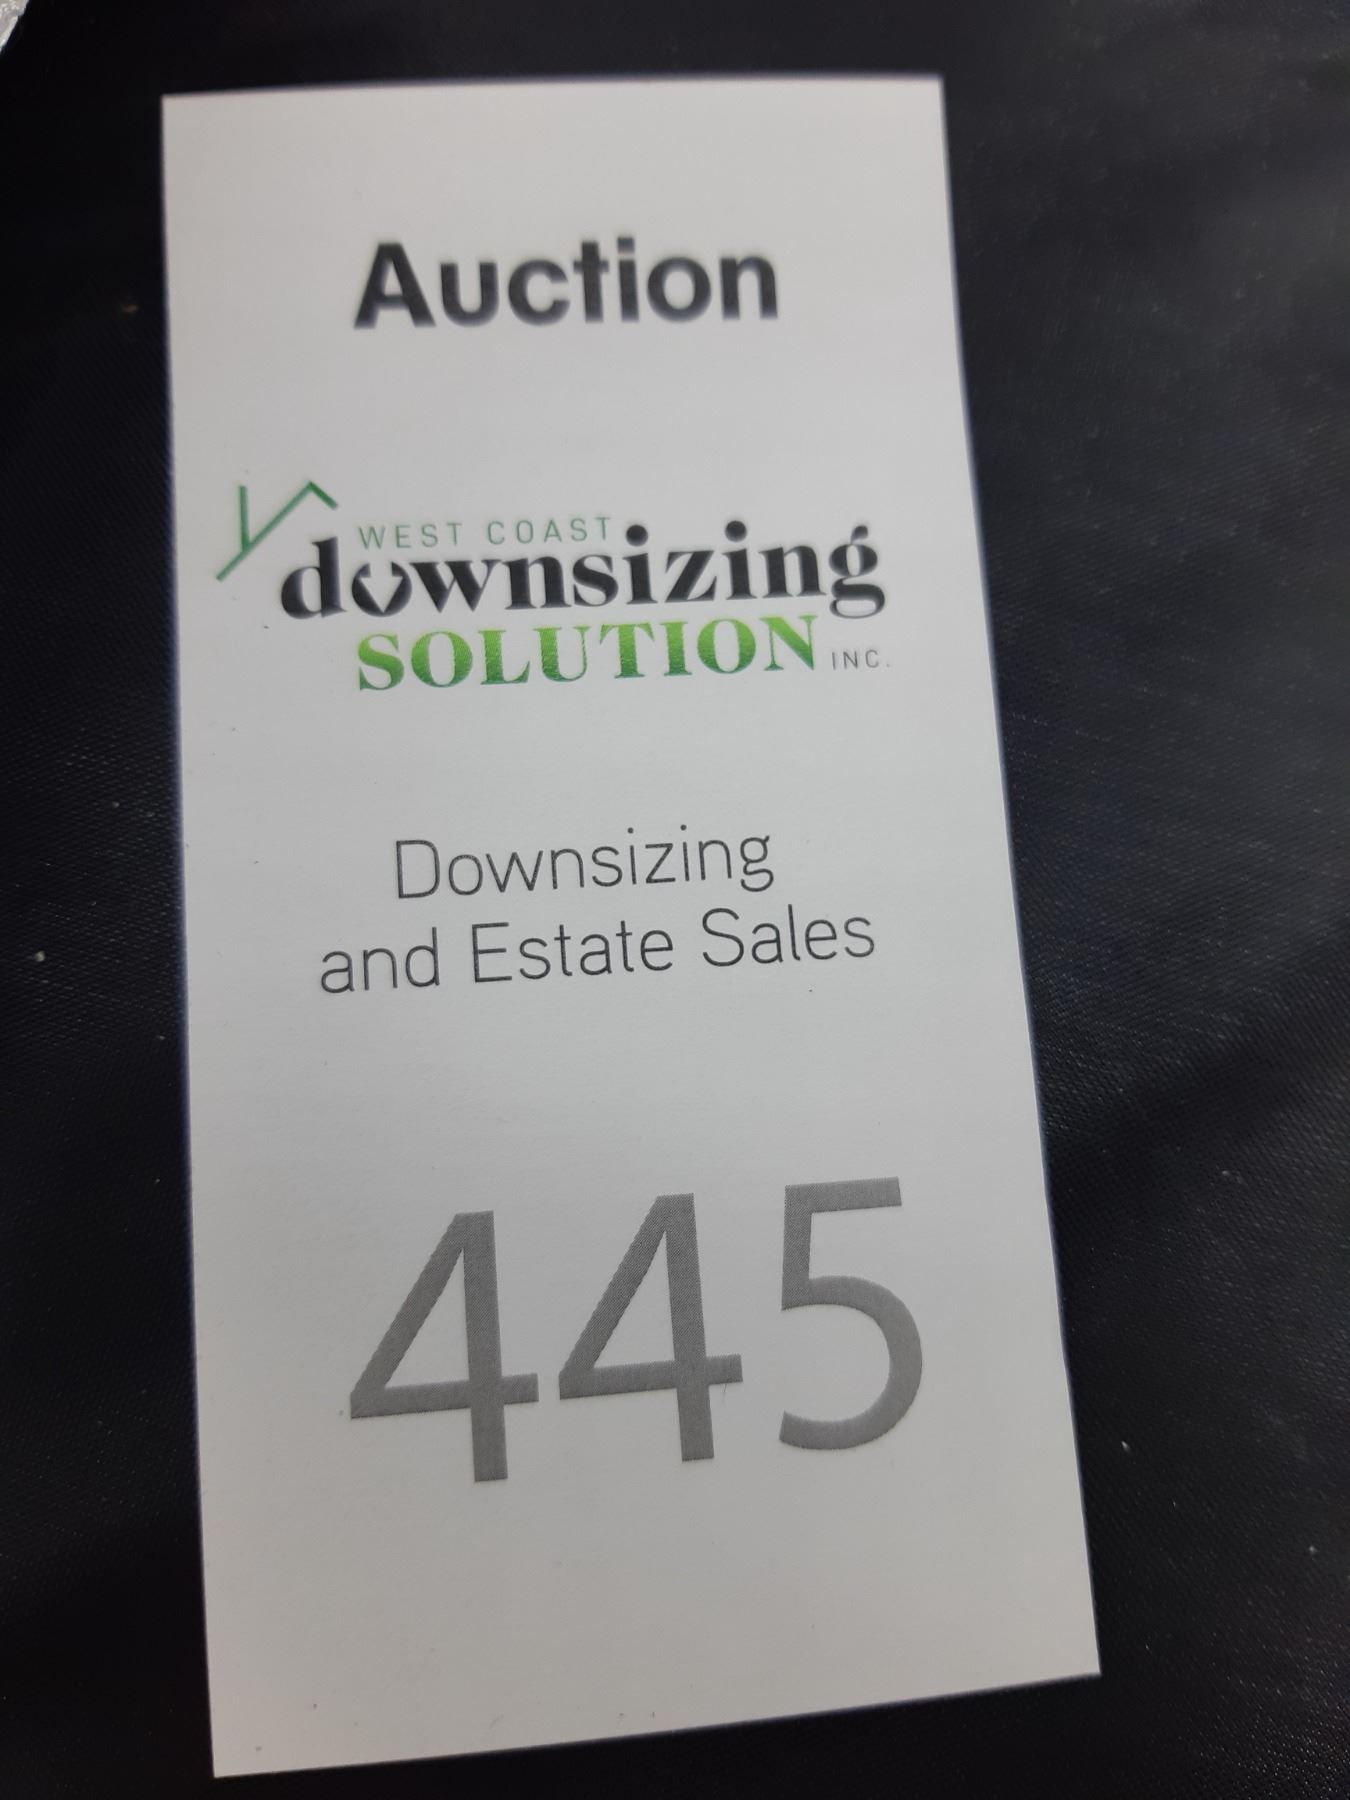 Auction
WEST COAST
downsizing
SOLUTION INC.
Downsizing
and Estate Sales
445